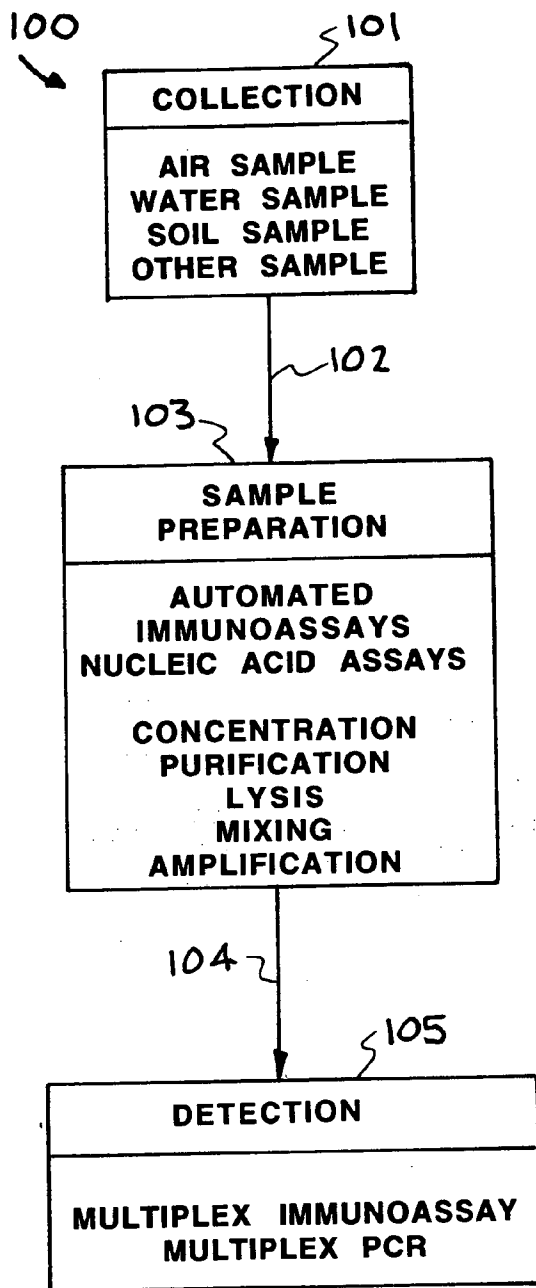 100
101
COLLECTION
AIR SAMPLE
WATER SAMPLE
SOIL SAMPLE
OTHER SAMPLE
102
103
SAMPLE
PREPARATION
AUTOMATED
IMMUNOASSAYS
NUCLEIC ACID ASSAYS
CONCENTRATION
PURIFICATION
LYSIS
MIXING
AMPLIFICATION
104
105
DETECTION
MULTIPLEX IMMUNOASSAY
MULTIPLEX PCR